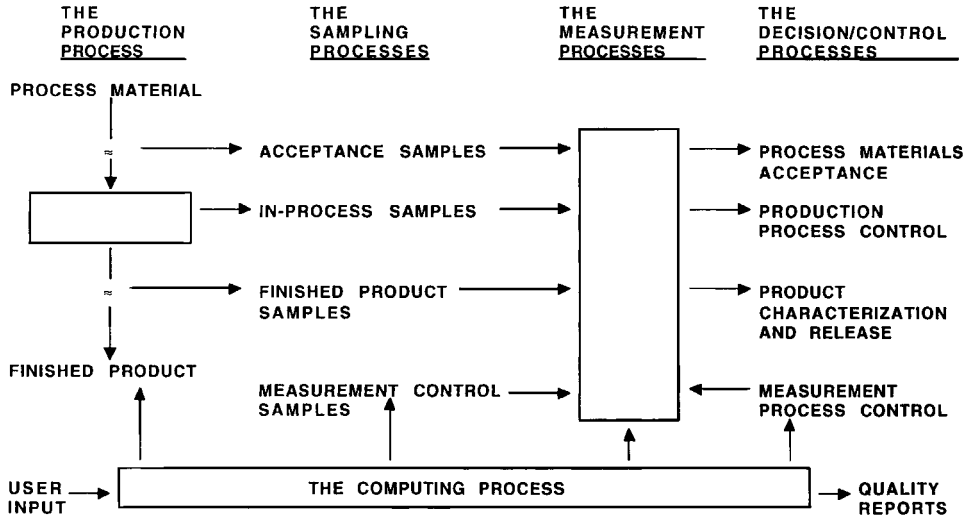 THE
PRODUCTION
PROCESS
THE
SAMPLING
PROCESSES
THE
MEASUREMENT
PROCESSES
THE
DECISION/CONTROL
PROCESSES
PROCESS MATERIAL
≈
ACCEPTANCE SAMPLES
PROCESS MATERIALS
ACCEPTANCE
IN-PROCESS SAMPLES
PRODUCTION
PROCESS CONTROL
≈
FINISHED PRODUCT
SAMPLES
PRODUCT
CHARACTERIZATION
AND RELEASE
FINISHED PRODUCT
MEASUREMENT CONTROL
SAMPLES
MEASUREMENT
PROCESS CONTROL
USER
INPUT
THE COMPUTING PROCESS
QUALITY
REPORTS